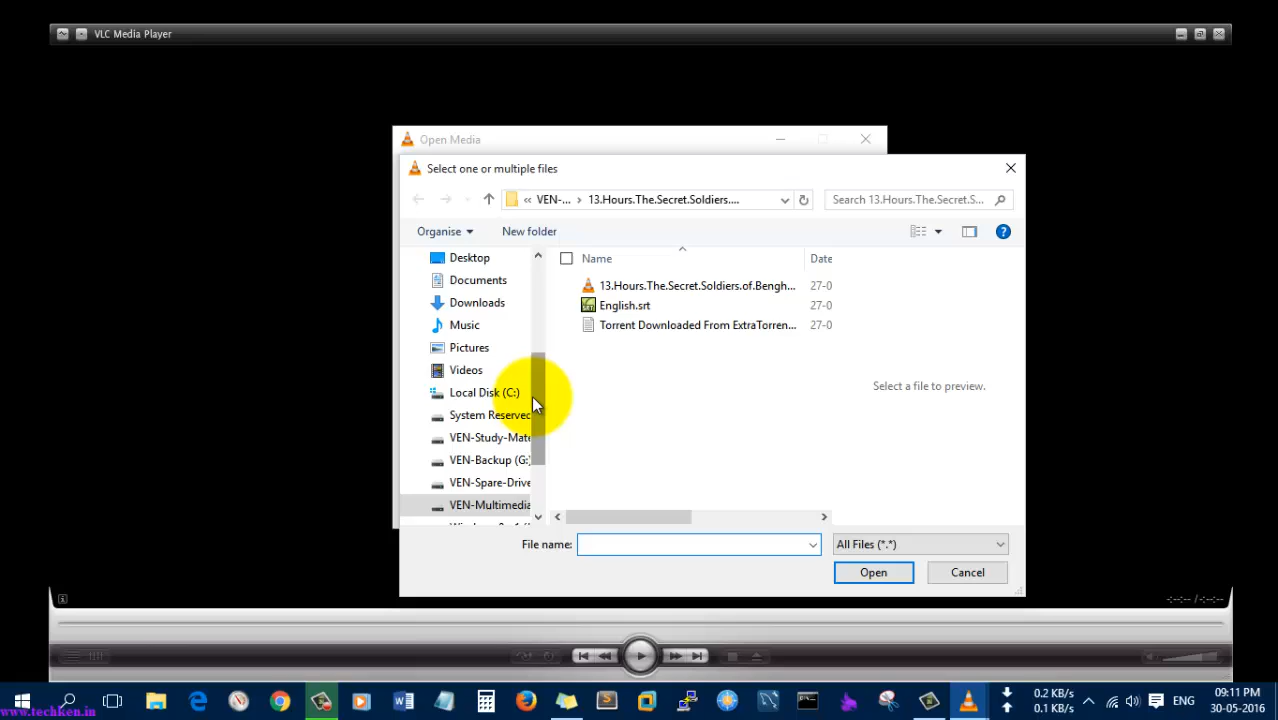 VLC Media Player
Open Media
Select one or multiple files
« VEN-... › 13.Hours.The.Secret.Soldiers....
Search 13.Hours.The.Secret.S...
Organise
New folder
Name
Date
Desktop
Documents
Downloads
Music
Pictures
Videos
Local Disk (C:)
System Reserved
VEN-Study-Mate
VEN-Backup (G:)
VEN-Spare-Drive
VEN-Multimedia
13.Hours.The.Secret.Soldiers.of.Bengh...
27-0
English.srt
27-0
Torrent Downloaded From ExtraTorren...
27-0
Select a file to preview.
File name:
All Files (*.*)
Open
Cancel
-:--:-- /-:--:--
0.2 KB/s
0.1 KB/s
ENG
09:11 PM
30-05-2016
www.techken.in